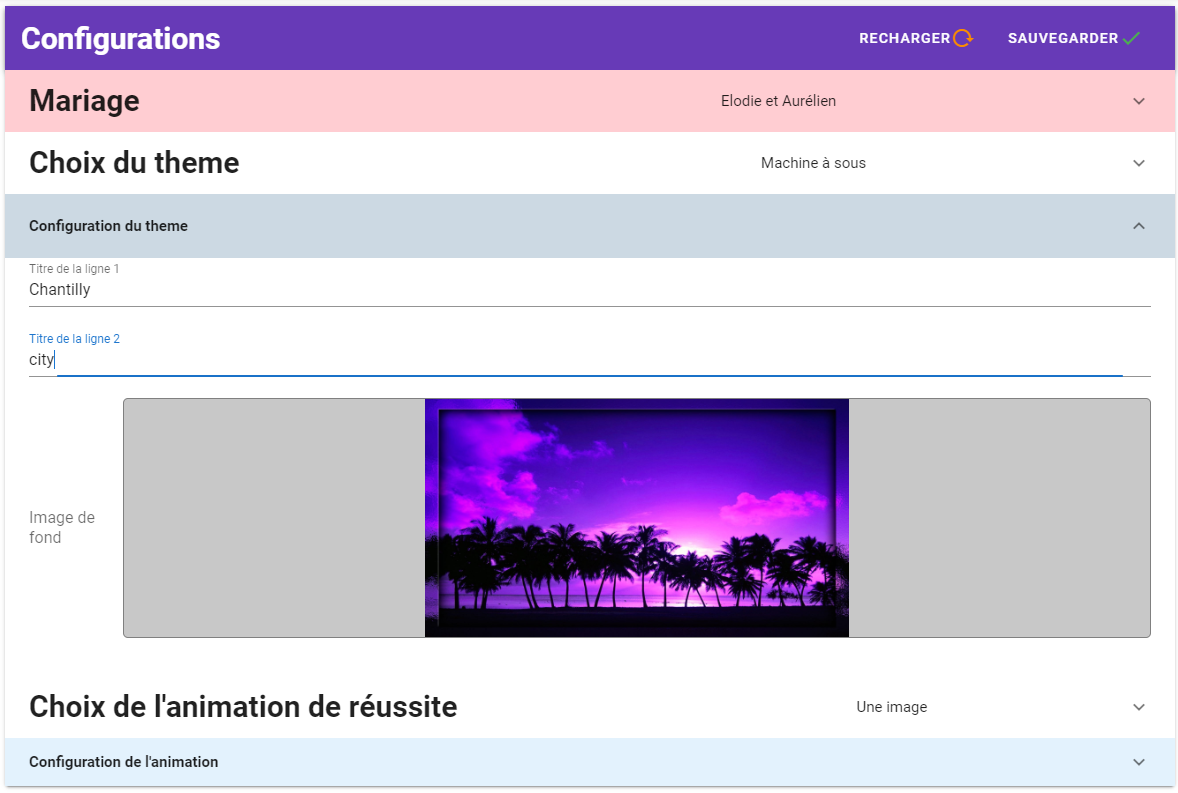 Configurations
RECHARGER
SAUVEGARDER
Mariage
Elodie et Aurélien
Choix du theme
Machine à sous
Configuration du theme
Titre de la ligne 1
Chantilly
Titre de la ligne 2
city
Image de
fond
Choix de l'animation de réussite
Une image
Configuration de l'animation